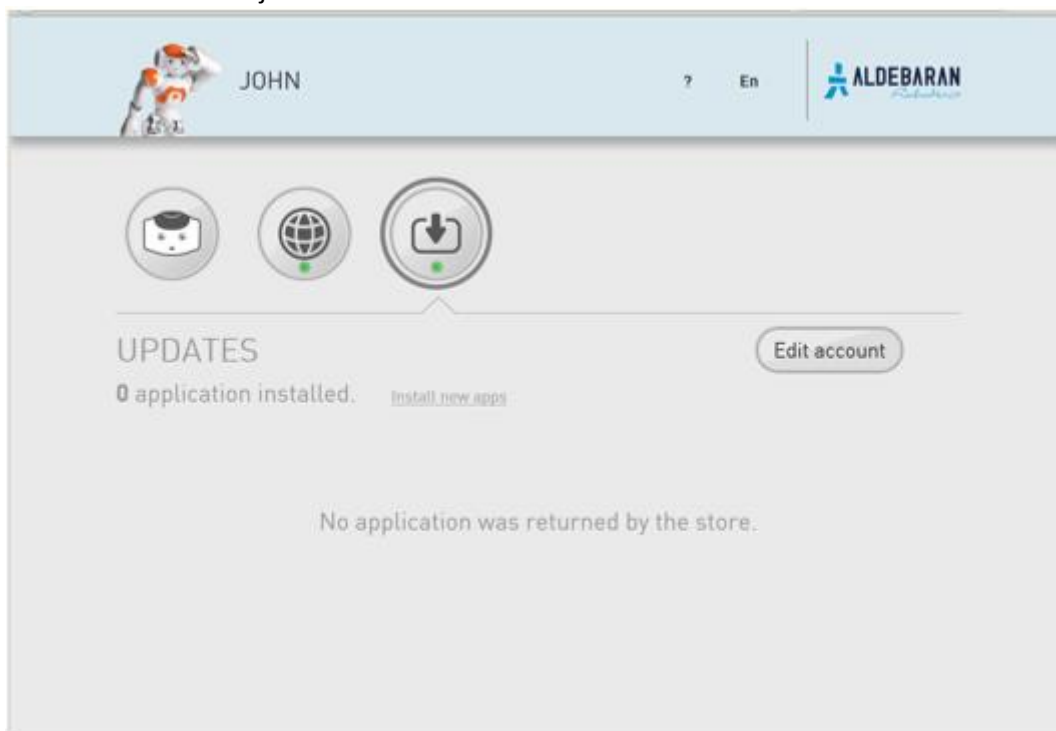 JOHN
?
En
ALDEBARAN
Robotics
UPDATES
Edit account
0 application installed.
Install new apps
No application was returned by the store.